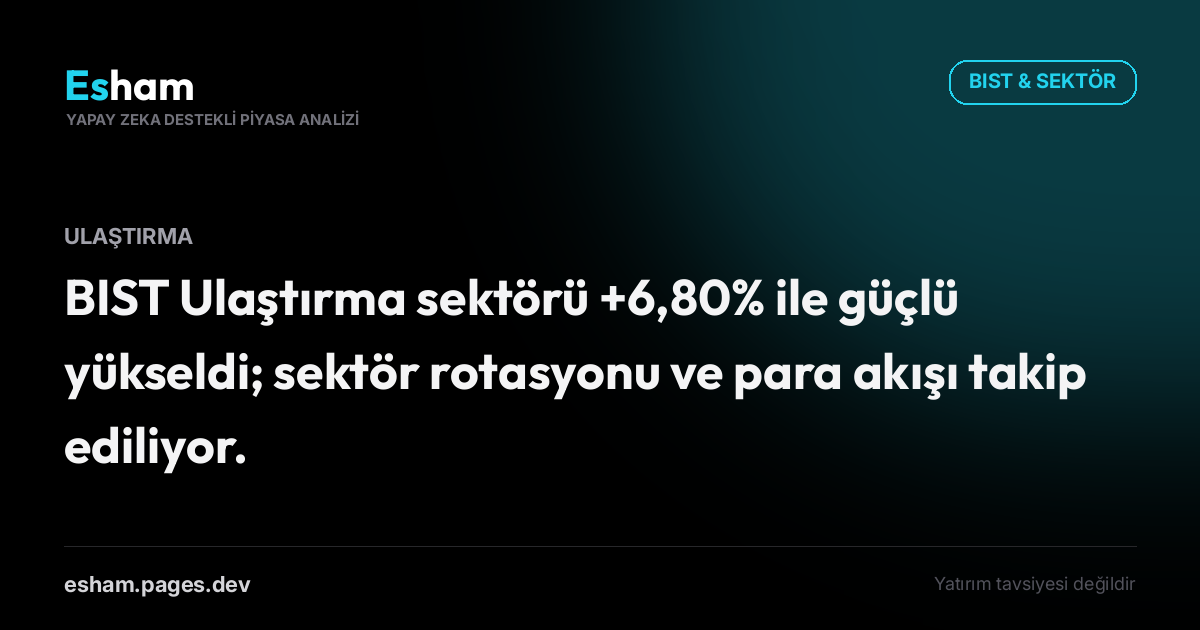 Esham
YAPAY ZEKA DESTEKLİ PİYASA ANALİZİ
BIST & SEKTÖR
ULAŞTIRMA
BIST Ulaştırma sektörü +6,80% ile güçlü
yükseldi; sektör rotasyonu ve para akışı takip
ediliyor.
esham.pages.dev
Yatırım tavsiyesi değildir